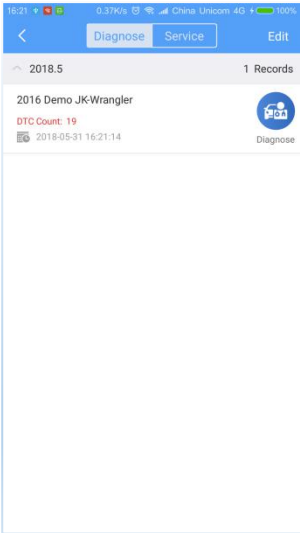 16:21 0.37K/s China Unicom 4G 100%
Diagnose Service Edit
2018.5 1 Records
2016 Demo JK-Wrangler
DTC Count: 19
2018-05-31 16:21:14
Diagnose